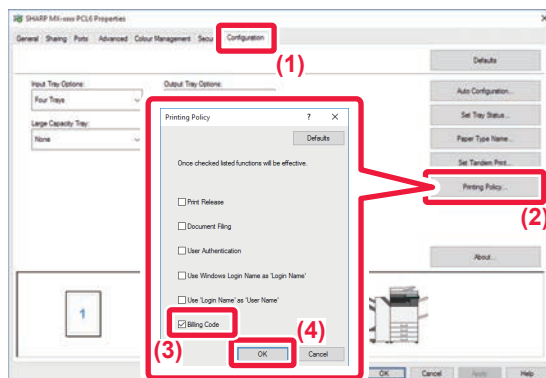 SHARP MX-xxxx PCL6 Properties
General Sharing Ports Advanced Colour Management Secu Configuration
(1)
Defaults
Input Tray Options:
Output Tray Options:
Four Trays
Auto Configuration...
Set Tray Status...
Large Capacity Tray:
None
Paper Type Name...
Set Tandem Print...
Printing Policy...
(2)
About...
Printing Policy ? ×
Defaults
Once checked listed functions will be effective.
Print Release
Document Filing
User Authentication
Use Windows Login Name as 'Login Name'
Use 'Login Name' as 'User Name'
Billing Code
(3)
(4)
OK Cancel
1
OK Cancel Apply Help